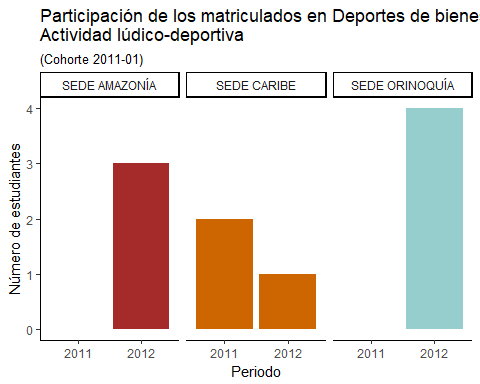 Participación de los matriculados en Deportes de biene
Actividad lúdico-deportiva
(Cohorte 2011-01)
SEDE AMAZONÍA SEDE CARIBE SEDE ORINOQUÍA
Número de estudiantes
4
3
2
1
0
2011 2012 2011 2012 2011 2012
Periodo